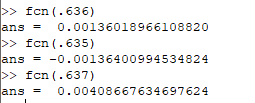 >> fcn(.636)
ans =  0.00136018966108820
>> fcn(.635)
ans = -0.00136400994534824
>> fcn(.637)
ans =  0.00408667634697624